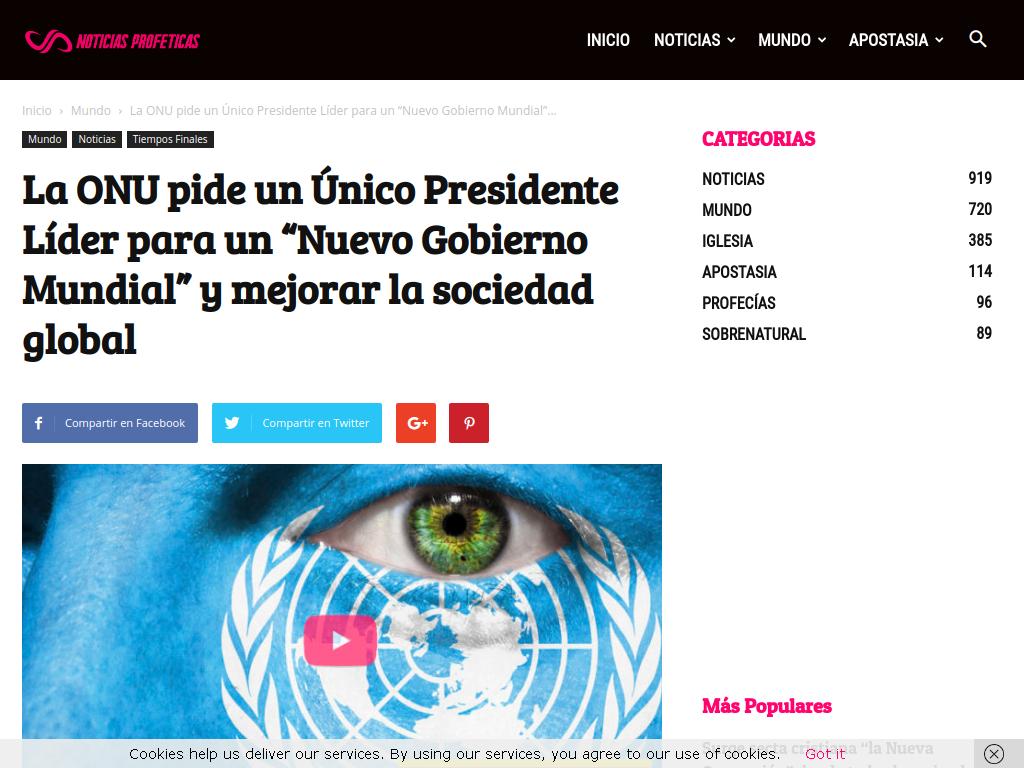 NOTICIAS PROFETICAS
INICIO NOTICIAS MUNDO APOSTASIA
Inicio › Mundo › La ONU pide un Único Presidente Líder para un “Nuevo Gobierno Mundial”...
Mundo Noticias Tiempos Finales
La ONU pide un Único Presidente
Líder para un “Nuevo Gobierno
Mundial” y mejorar la sociedad
global
Compartir en Facebook
Compartir en Twitter
CATEGORIAS
NOTICIAS 919
MUNDO 720
IGLESIA 385
APOSTASIA 114
PROFECÍAS 96
SOBRENATURAL 89
Más Populares
Surge secta cristiana “la Nueva
Cookies help us deliver our services. By using our services, you agree to our use of cookies. Got it